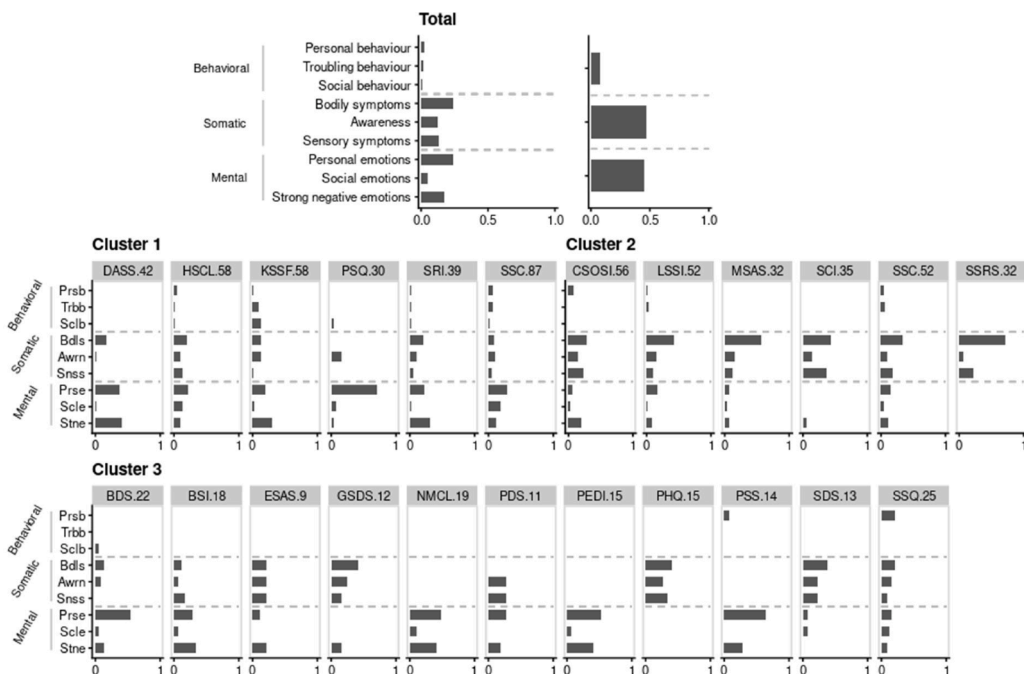 Total
Personal behaviour
Troubling behaviour
Social behaviour
Behavioral
Bodily symptoms
Awareness
Sensory symptoms
Somatic
Personal emotions
Social emotions
Strong negative emotions
Mental
0.0 0.5 1.0 0.0 0.5 1.0
Cluster 1 Cluster 2
DASS.42 HSCL.58 KSSF.58 PSQ.30 SRI.39 SSC.87 CSOSI.56 LSSI.52 MSAS.32 SCI.35 SSC.52 SSRS.32
Behavioral
Prsb
Trbb
Sclb
Somatic
Bdls
Awrn
Snss
Mental
Prse
Scle
Stne
0 1 0 1 0 1 0 1 0 1 0 1 0 1 0 1 0 1 0 1 0 1 0 1
Cluster 3
BDS.22 BSI.18 ESAS.9 GSDS.12 NMCL.19 PDS.11 PEDI.15 PHQ.15 PSS.14 SDS.13 SSQ.25
Behavioral
Prsb
Trbb
Sclb
Somatic
Bdls
Awrn
Snss
Mental
Prse
Scle
Stne
0 1 0 1 0 1 0 1 0 1 0 1 0 1 0 1 0 1 0 1 0 1